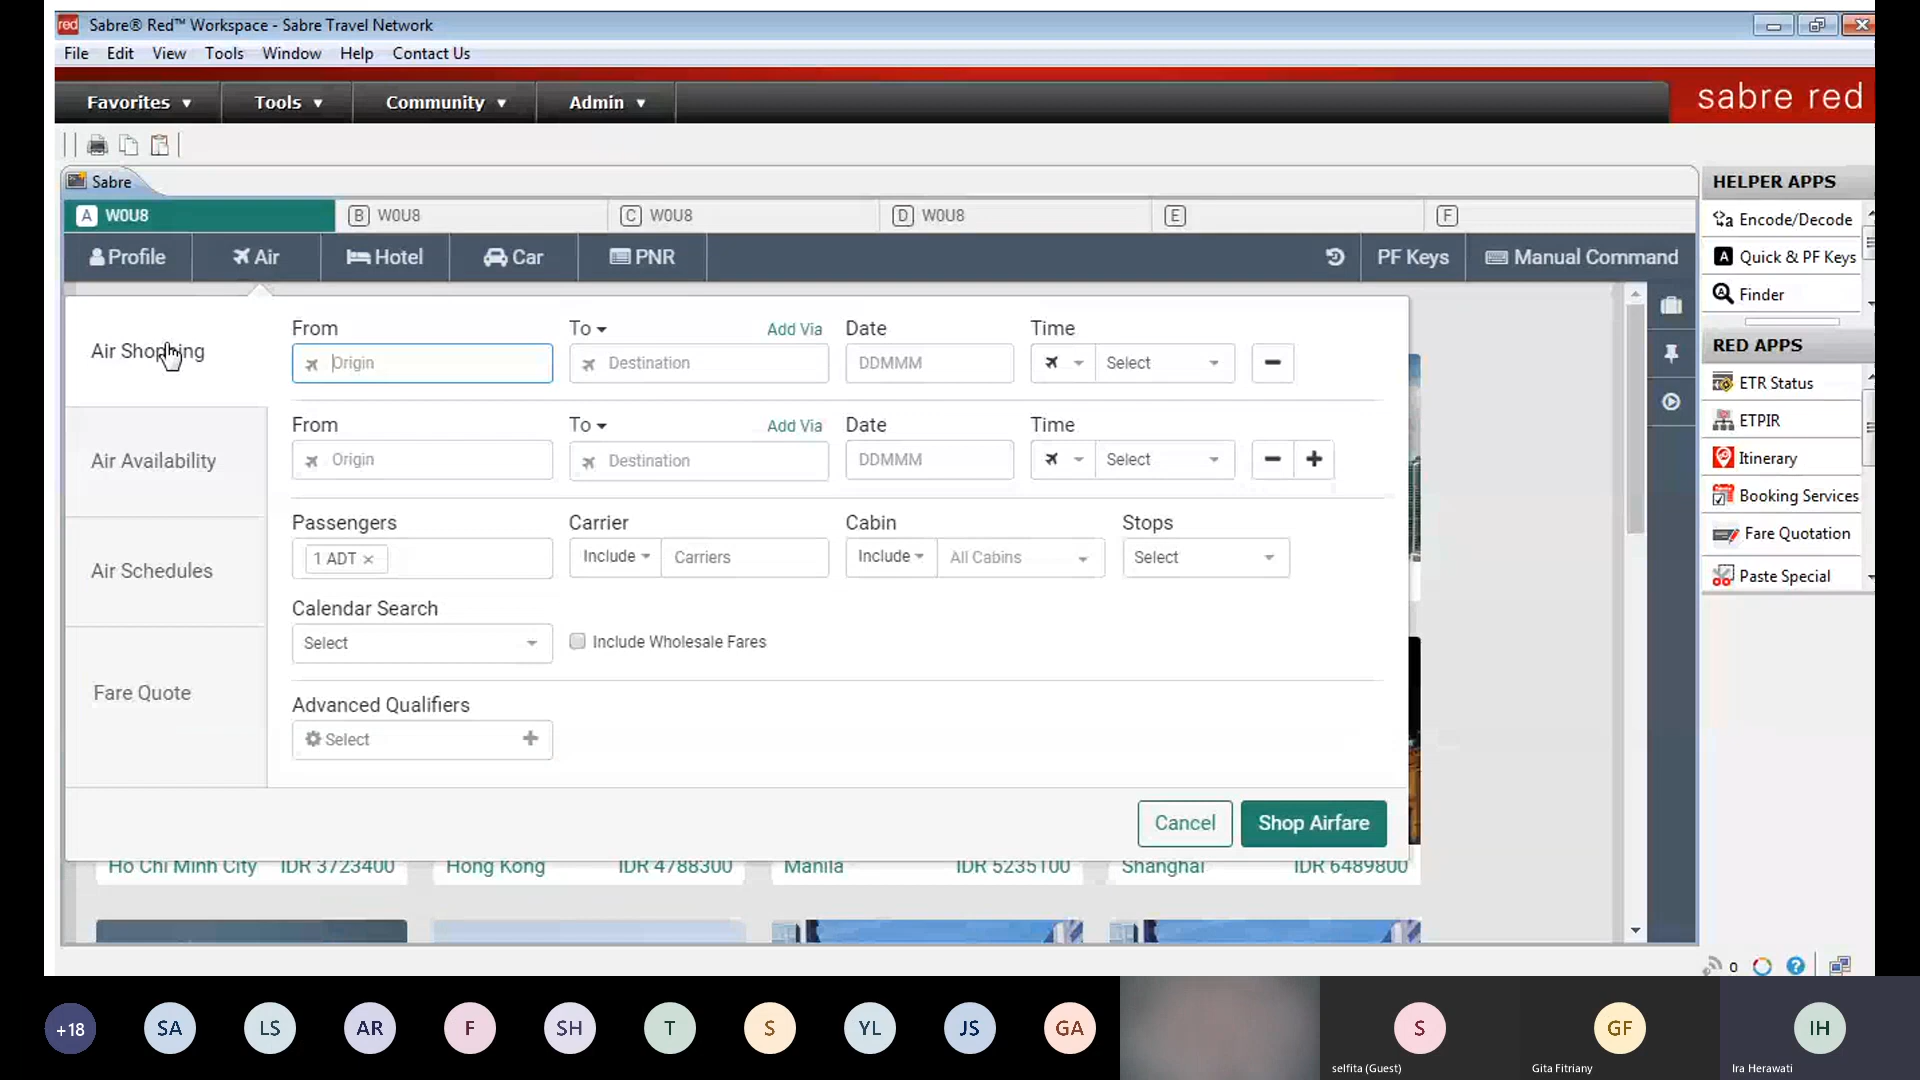 red Sabre® Red™ Workspace - Sabre Travel Network
File Edit View Tools Window Help Contact Us
Favorites Tools Community Admin sabre red
Sabre
A W0U8 B W0U8 C W0U8 D W0U8 E F
Profile Air Hotel Car PNR PF Keys Manual Command
Air Shopping
Air Availability
Air Schedules
Fare Quote
From To Add Via Date Time
Origin Destination DDMMM Select
From To Add Via Date Time
Origin Destination DDMMM Select
Passengers Carrier Cabin Stops
1 ADT × Include Carriers Include All Cabins Select
Calendar Search
Select Include Wholesale Fares
Advanced Qualifiers
Select
Cancel Shop Airfare
Ho Chi Minh City IDR 3723400 Hong Kong IDR 4788300 Manila IDR 5235100 Shanghai IDR 6489800
HELPER APPS
Encode/Decode
A Quick & PF Keys
Finder
RED APPS
ETR Status
ETPIR
Itinerary
Booking Services
Fare Quotation
Paste Special
0
+18 SA LS AR F SH T S YL JS GA S GF IH
selfita (Guest) Gita Fitriany Ira Herawati